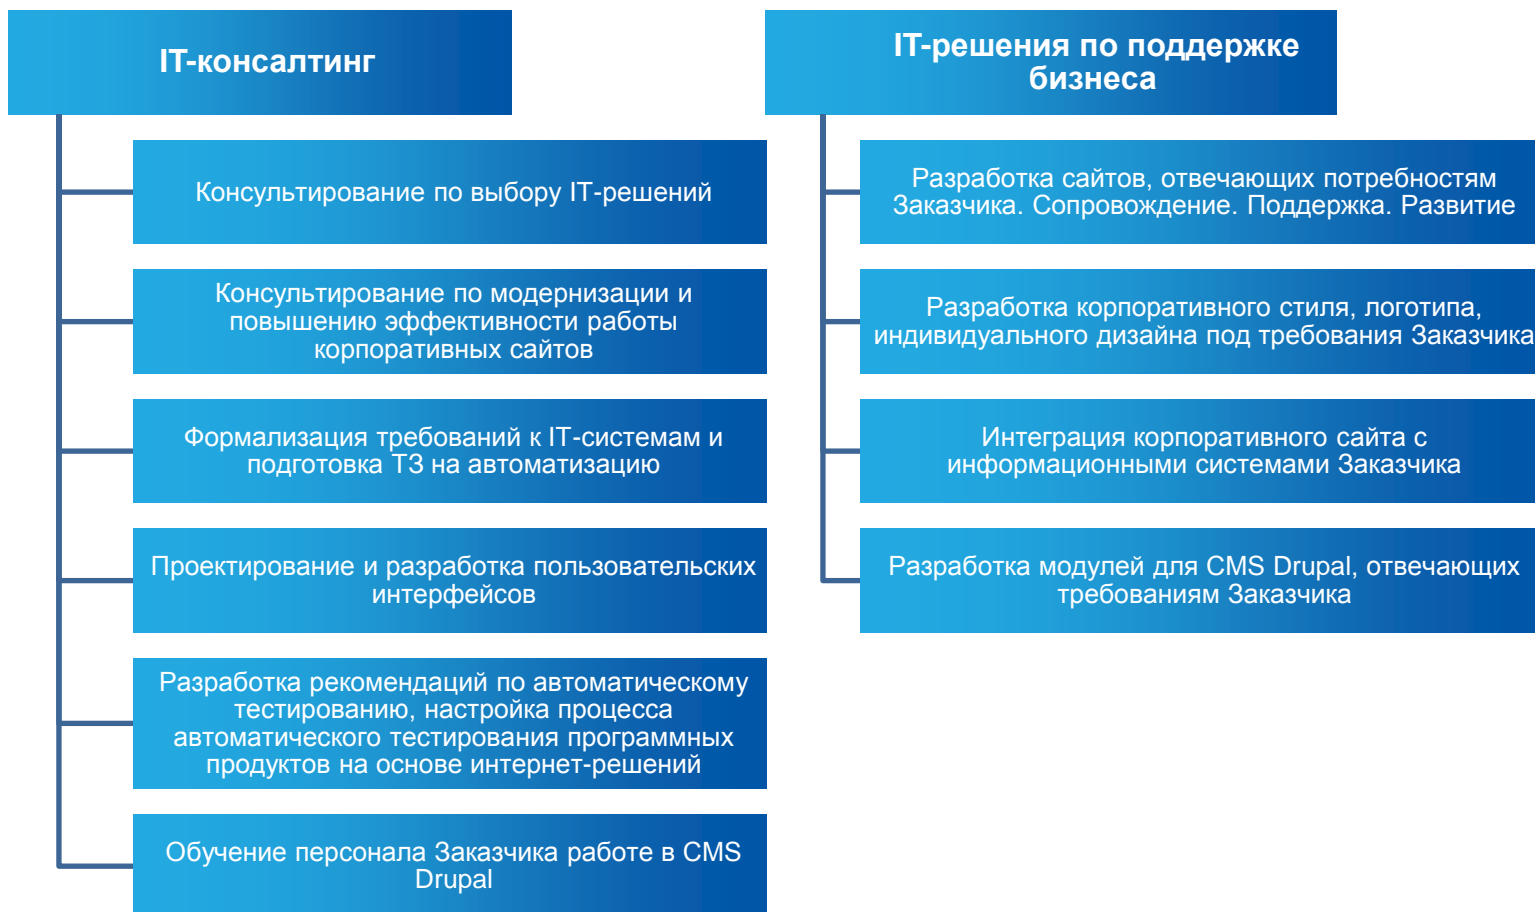 IT-консалтинг
Консультирование по выбору IT-решений
Консультирование по модернизации и
повышению эффективности работы
корпоративных сайтов
Формализация требований к IT-системам и
подготовка ТЗ на автоматизацию
Проектирование и разработка пользовательских
интерфейсов
Разработка рекомендаций по автоматическому
тестированию, настройка процесса
автоматического тестирования программных
продуктов на основе интернет-решений
Обучение персонала Заказчика работе в CMS
Drupal
IT-решения по поддержке
бизнеса
Разработка сайтов, отвечающих потребностям
Заказчика. Сопровождение. Поддержка. Развитие
Разработка корпоративного стиля, логотипа,
индивидуального дизайна под требования Заказчика
Интеграция корпоративного сайта с
информационными системами Заказчика
Разработка модулей для CMS Drupal, отвечающих
требованиям Заказчика